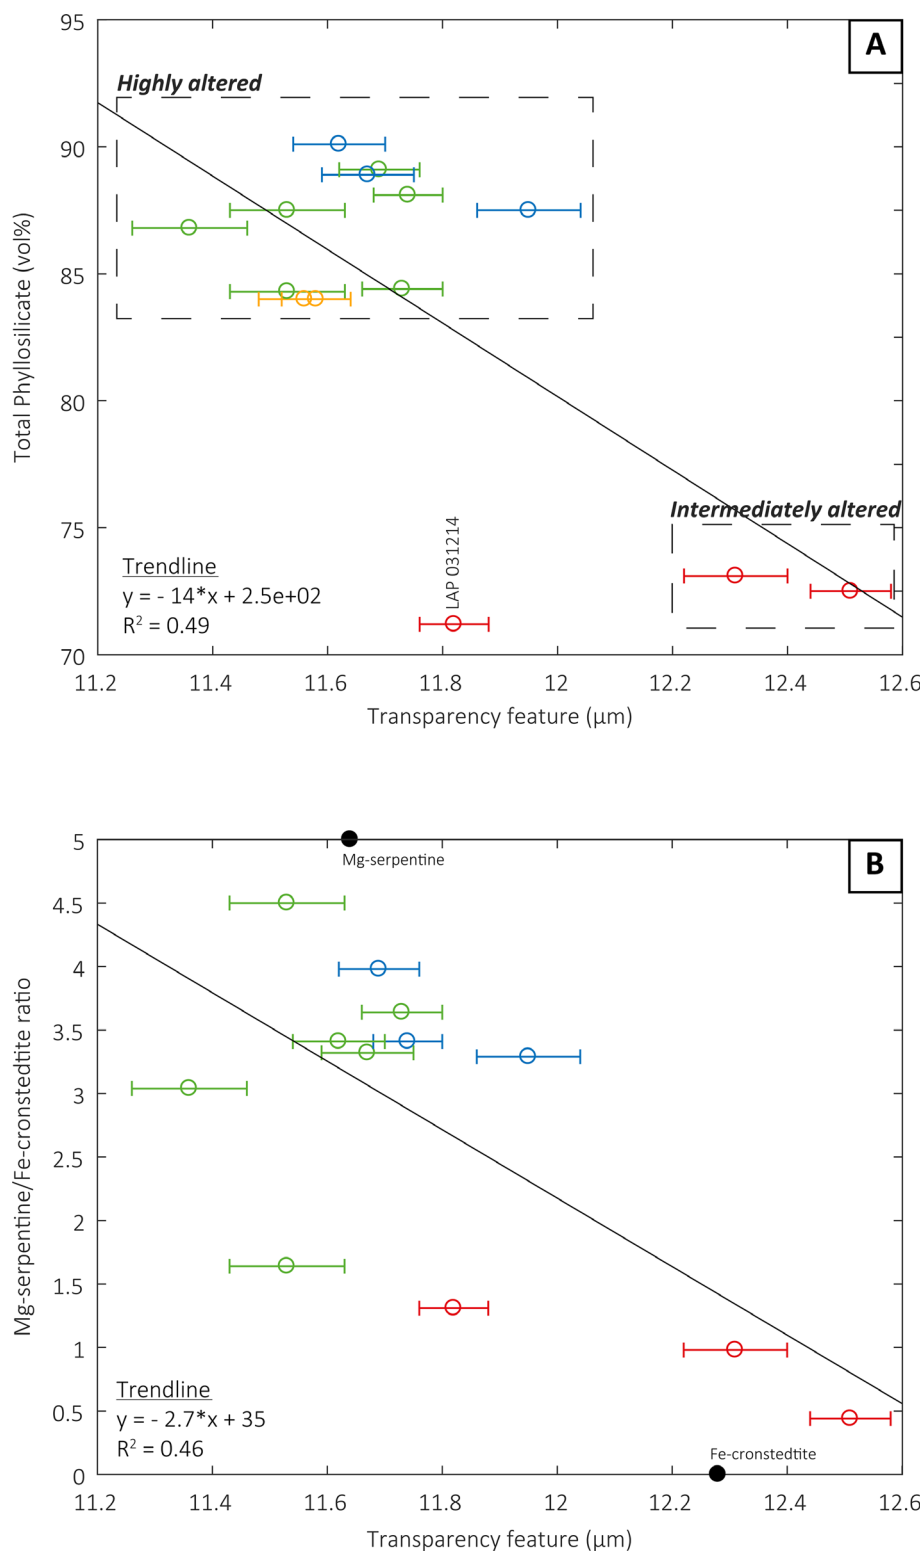 A
Highly altered
95
90
85
80
75
70
Total Phyllosilicate (vol%)
Intermediately altered
LAP 031214
Trendline
y = - 14*x + 2.5e+02
R² = 0.49
11.2 11.4 11.6 11.8 12 12.2 12.4 12.6
Transparency feature (µm)
B
Mg-serpentine
5
4.5
4
3.5
3
2.5
2
1.5
1
0.5
0
Mg-serpentine/Fe-cronstedtite ratio
Trendline
y = - 2.7*x + 35
R² = 0.46
Fe-cronstedtite
11.2 11.4 11.6 11.8 12 12.2 12.4 12.6
Transparency feature (µm)